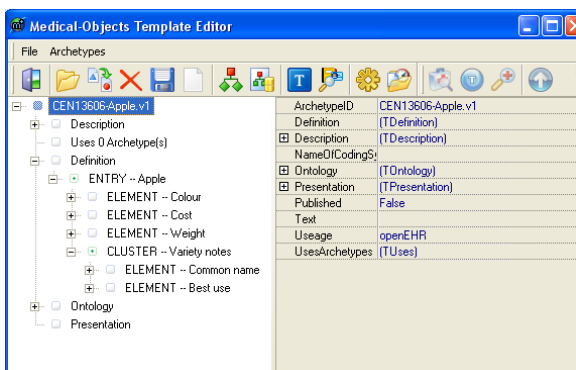 Medical-Objects Template Editor
File Archetypes
T T
CEN13606-Apple.v1
Description
Uses 0 Archetype(s)
Definition
ENTRY -- Apple
ELEMENT -- Colour
ELEMENT -- Cost
ELEMENT -- Weight
CLUSTER -- Variety notes
ELEMENT -- Common name
ELEMENT -- Best use
Ontology
Presentation
ArchetypeID CEN13606-Apple.v1
Definition (TDefinition)
Description (TDescription)
NameOfCodingSy
Ontology (TOntology)
Presentation (TPresentation)
Published False
Text
Useage openEHR
UsesArchetypes (TUses)